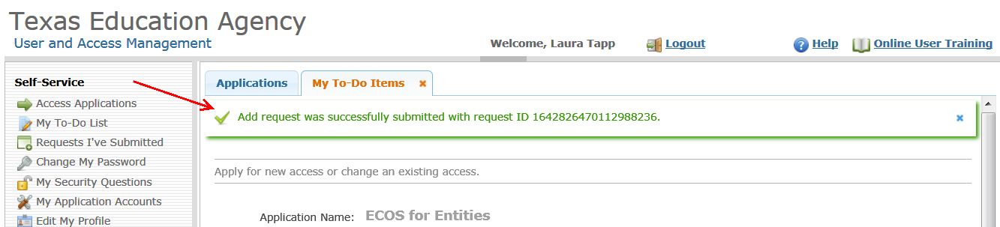 Texas Education Agency
User and Access Management
Welcome, Laura Tapp
Logout
Help
Online User Training
Self-Service
Access Applications
My To-Do List
Requests I've Submitted
Change My Password
My Security Questions
My Application Accounts
Edit My Profile
Applications
My To-Do Items
Add request was successfully submitted with request ID 1642826470112988236.
Apply for new access or change an existing access.
Application Name: ECOS for Entities